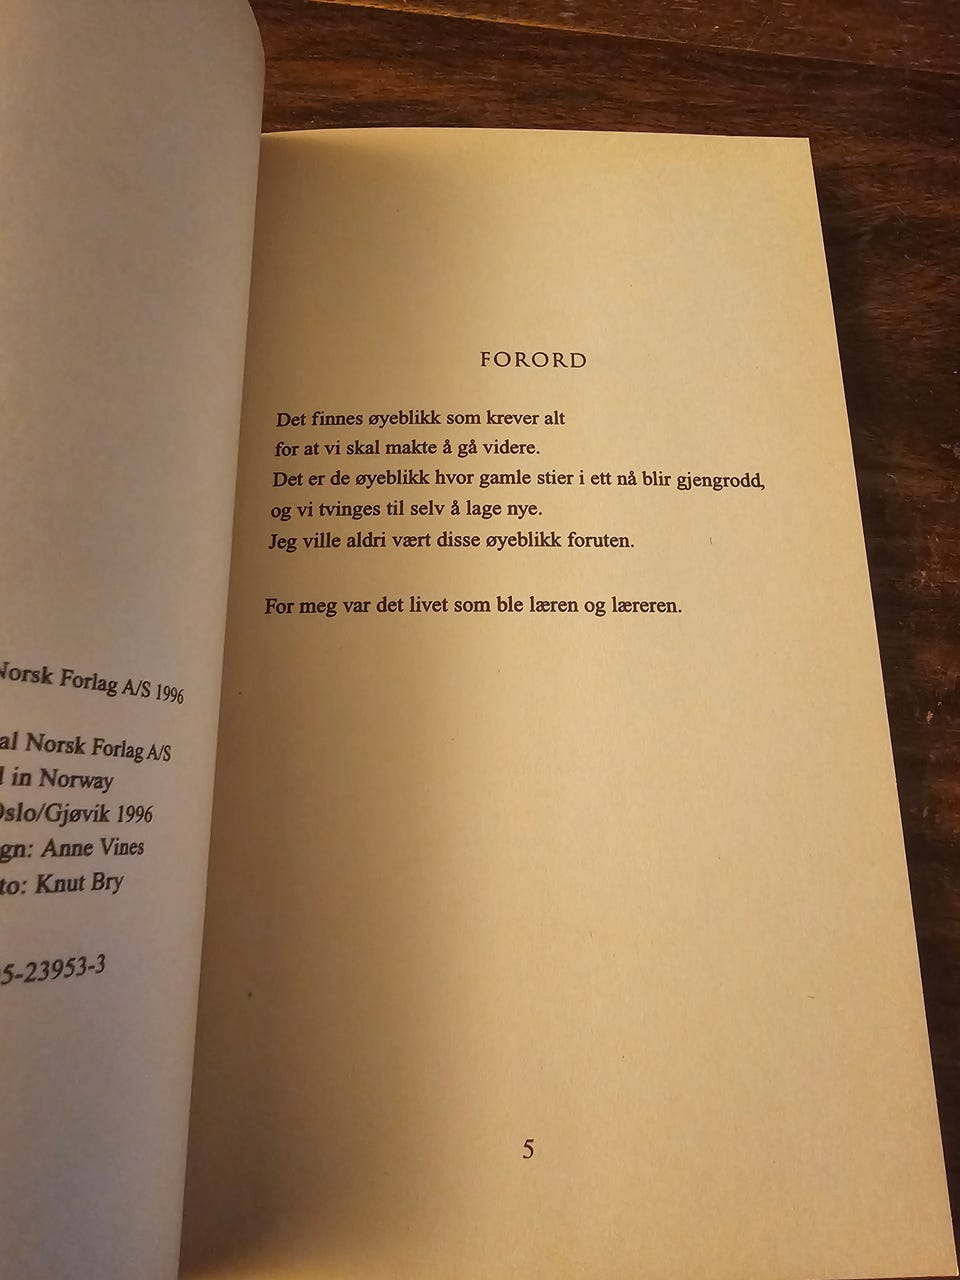 Norsk Forlag A/S 1996
al Norsk Forlag A/S
in Norway
Oslo/Gjøvik 1996
gn: Anne Vines
to: Knut Bry
5-23953-3
FORORD
Det finnes øyeblikk som krever alt
for at vi skal makte å gå videre.
Det er de øyeblikk hvor gamle stier i ett nå blir gjengrodd,
og vi tvinges til selv å lage nye.
Jeg ville aldri vært disse øyeblikk foruten.
For meg var det livet som ble læren og læreren.
5